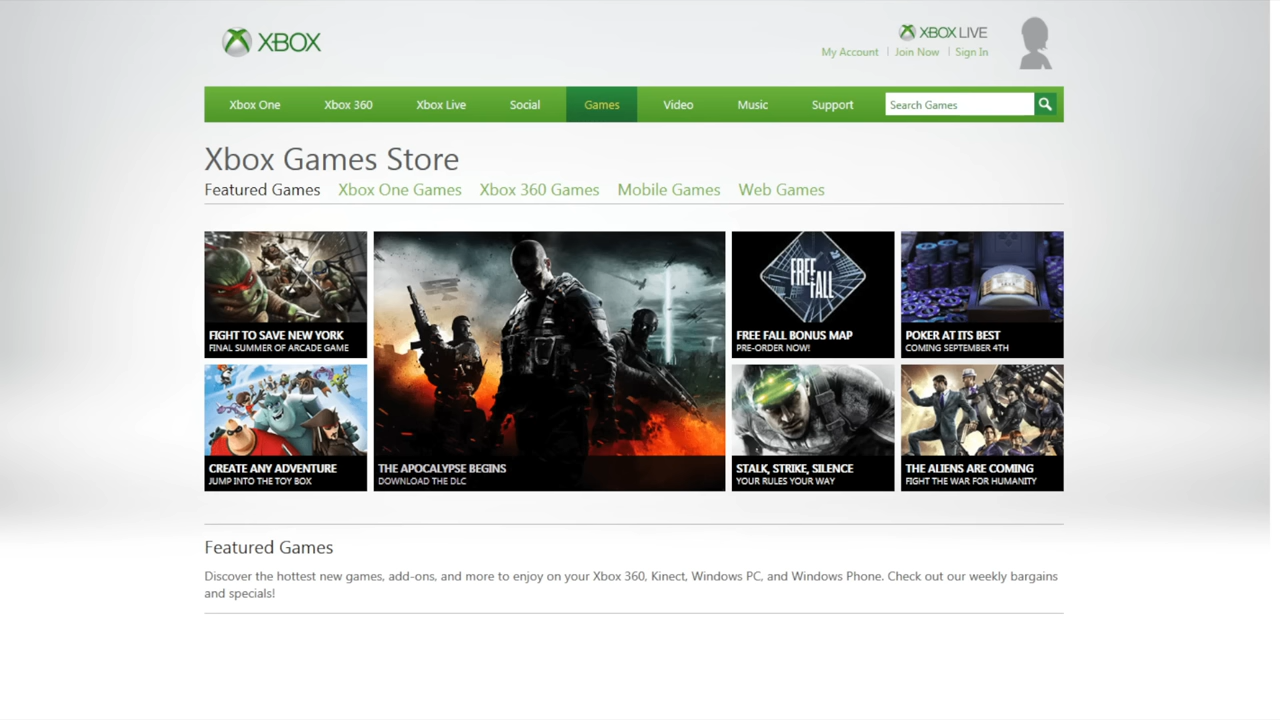 XBOX
XBOX LIVE
My Account | Join Now | Sign In
Xbox One Xbox 360 Xbox Live Social Games Video Music Support Search Games
Xbox Games Store
Featured Games Xbox One Games Xbox 360 Games Mobile Games Web Games
FIGHT TO SAVE NEW YORK
FINAL SUMMER OF ARCADE GAME
CREATE ANY ADVENTURE
JUMP INTO THE TOY BOX
THE APOCALYPSE BEGINS
DOWNLOAD THE DLC
FREE
FALL
FREE FALL BONUS MAP
PRE-ORDER NOW!
STALK, STRIKE, SILENCE
YOUR RULES YOUR WAY
POKER AT ITS BEST
COMING SEPTEMBER 4TH
THE ALIENS ARE COMING
FIGHT THE WAR FOR HUMANITY
Featured Games
Discover the hottest new games, add-ons, and more to enjoy on your Xbox 360, Kinect, Windows PC, and Windows Phone. Check out our weekly bargains
and specials!